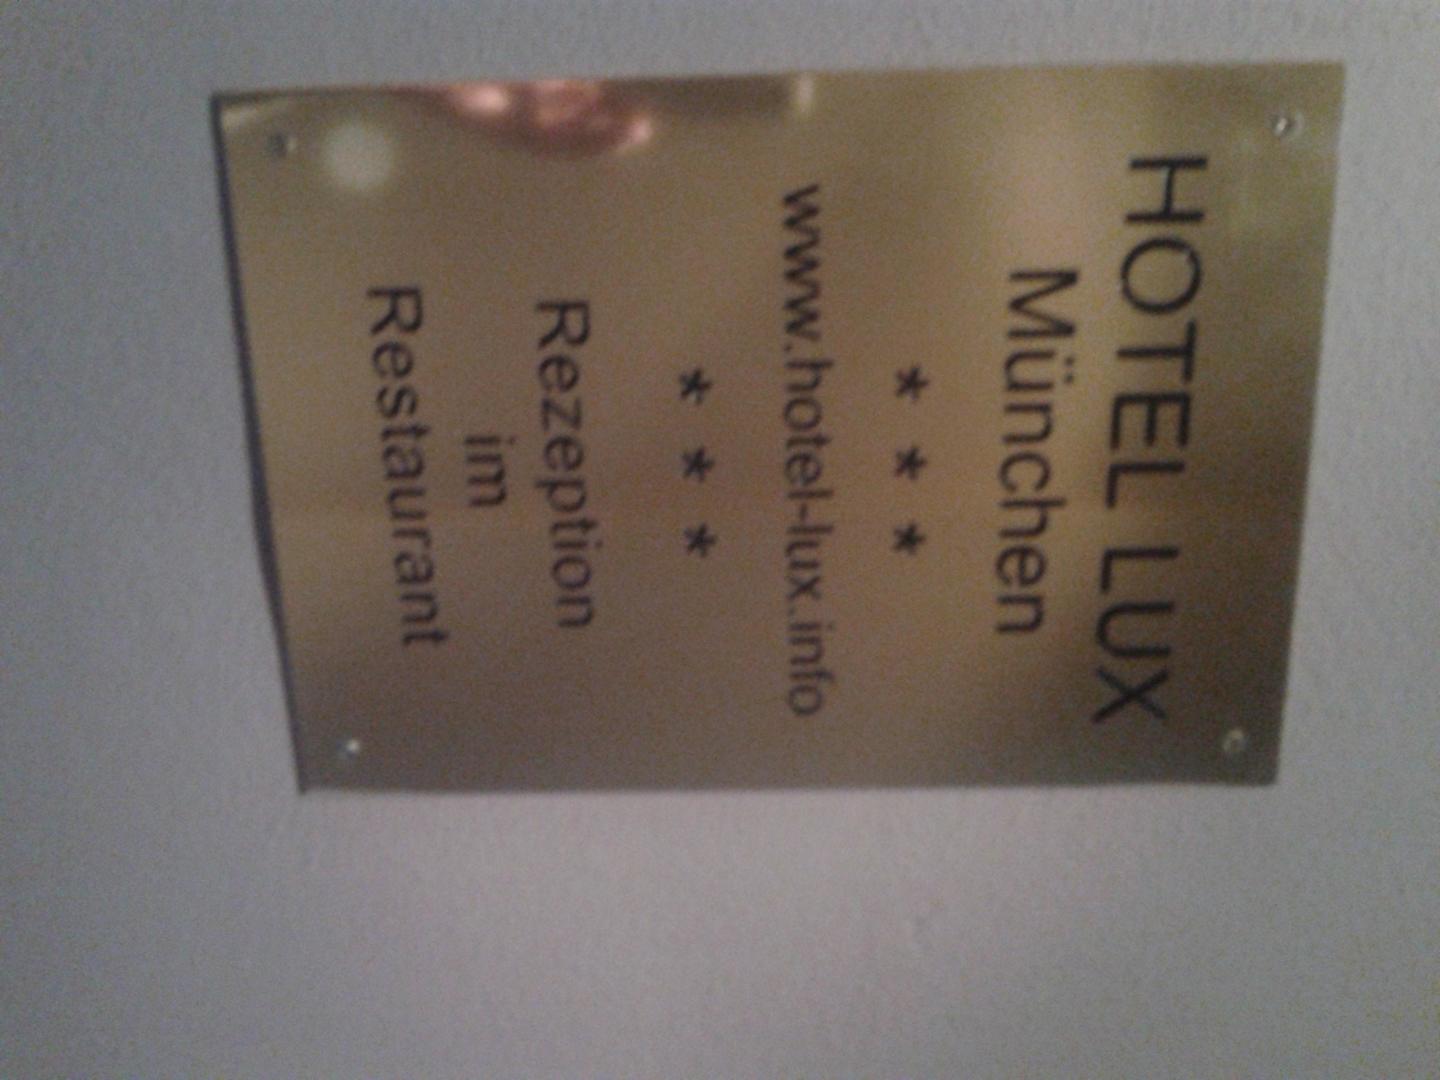 HOTEL LUX
München
* * *
www.hotel-lux.info
* * *
Rezeption
im
Restaurant